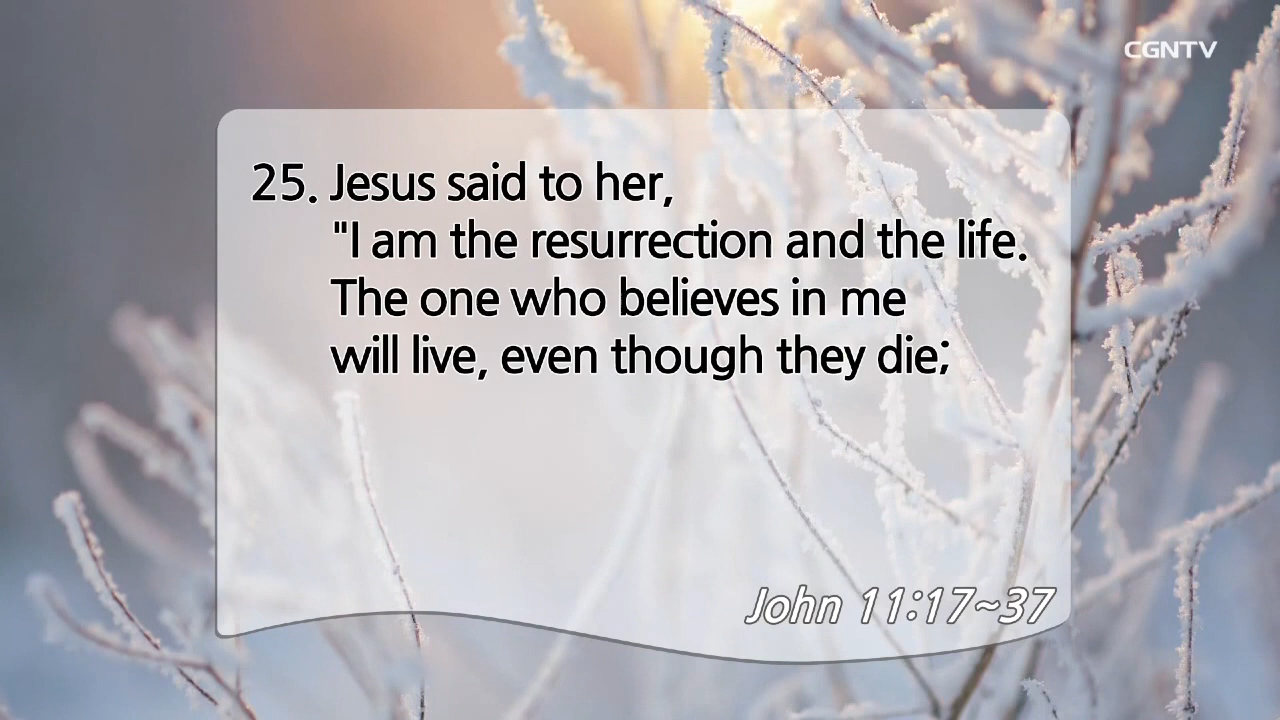 CGNTV
25. Jesus said to her,
"I am the resurrection and the life.
The one who believes in me
will live, even though they die;
John 11:17~37